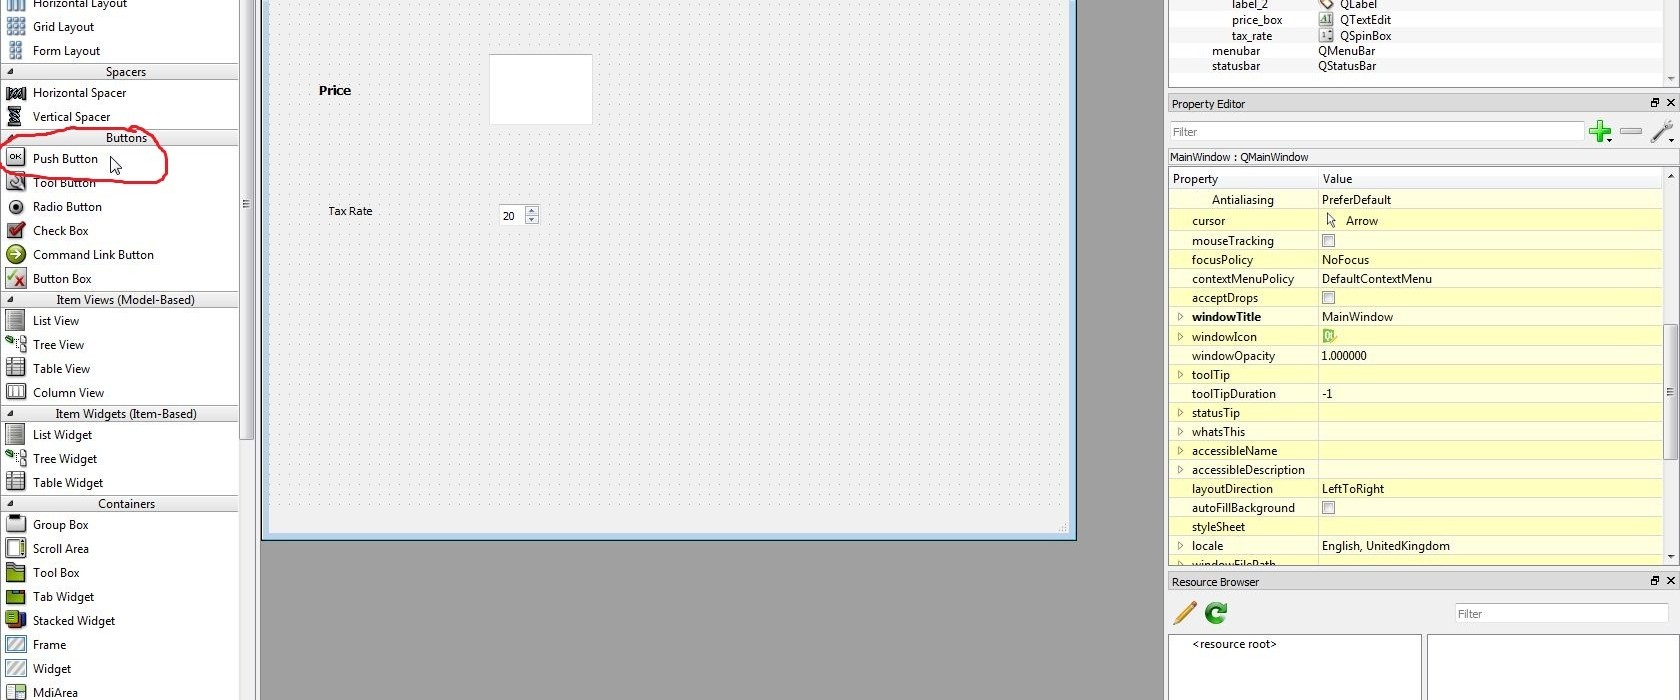 Horizontal Layout
Grid Layout
Form Layout
Spacers
Horizontal Spacer
Vertical Spacer
Buttons
OK Push Button
Tool Button
Radio Button
Check Box
Command Link Button
Button Box
Item Views (Model-Based)
List View
Tree View
Table View
Column View
Item Widgets (Item-Based)
List Widget
Tree Widget
Table Widget
Containers
Group Box
Scroll Area
Tool Box
Tab Widget
Stacked Widget
Frame
Widget
MdiArea
Price
Tax Rate 20
label_2 QLabel
price_box QTextEdit
tax_rate QSpinBox
menubar QMenuBar
statusbar QStatusBar
Property Editor
Filter
MainWindow : QMainWindow
Property Value
Antialiasing PreferDefault
cursor Arrow
mouseTracking
focusPolicy NoFocus
contextMenuPolicy DefaultContextMenu
acceptDrops
windowTitle MainWindow
windowIcon
windowOpacity 1.000000
toolTip
toolTipDuration -1
statusTip
whatsThis
accessibleName
accessibleDescription
layoutDirection LeftToRight
autoFillBackground
styleSheet
locale English, UnitedKingdom
windowFilePath
Resource Browser
Filter
<resource root>